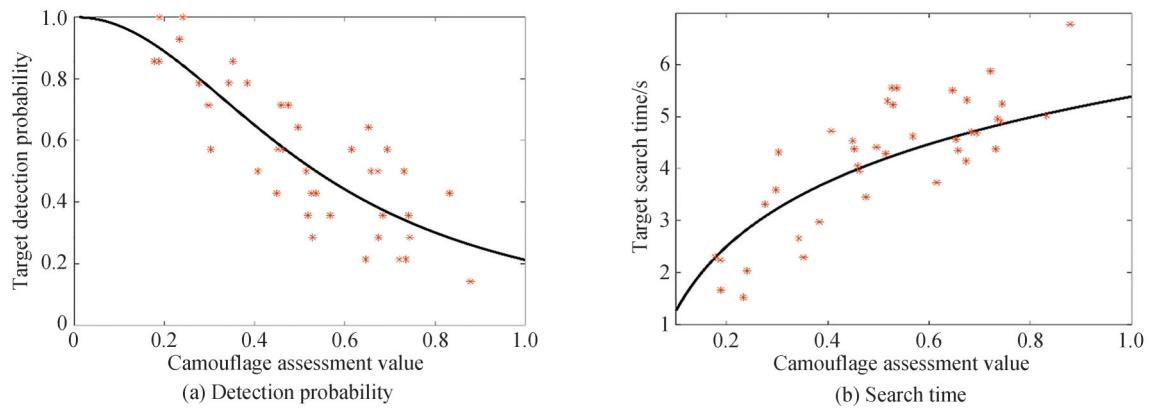 1.0
0.8
0.6
0.4
0.2
0
Target detection probability
0 0.2 0.4 0.6 0.8 1.0
Camouflage assessment value
(a) Detection probability
6
5
4
3
2
1
Target scarch time/s
0.2 0.4 0.6 0.8 1.0
Camouflage assessment value
(b) Search time